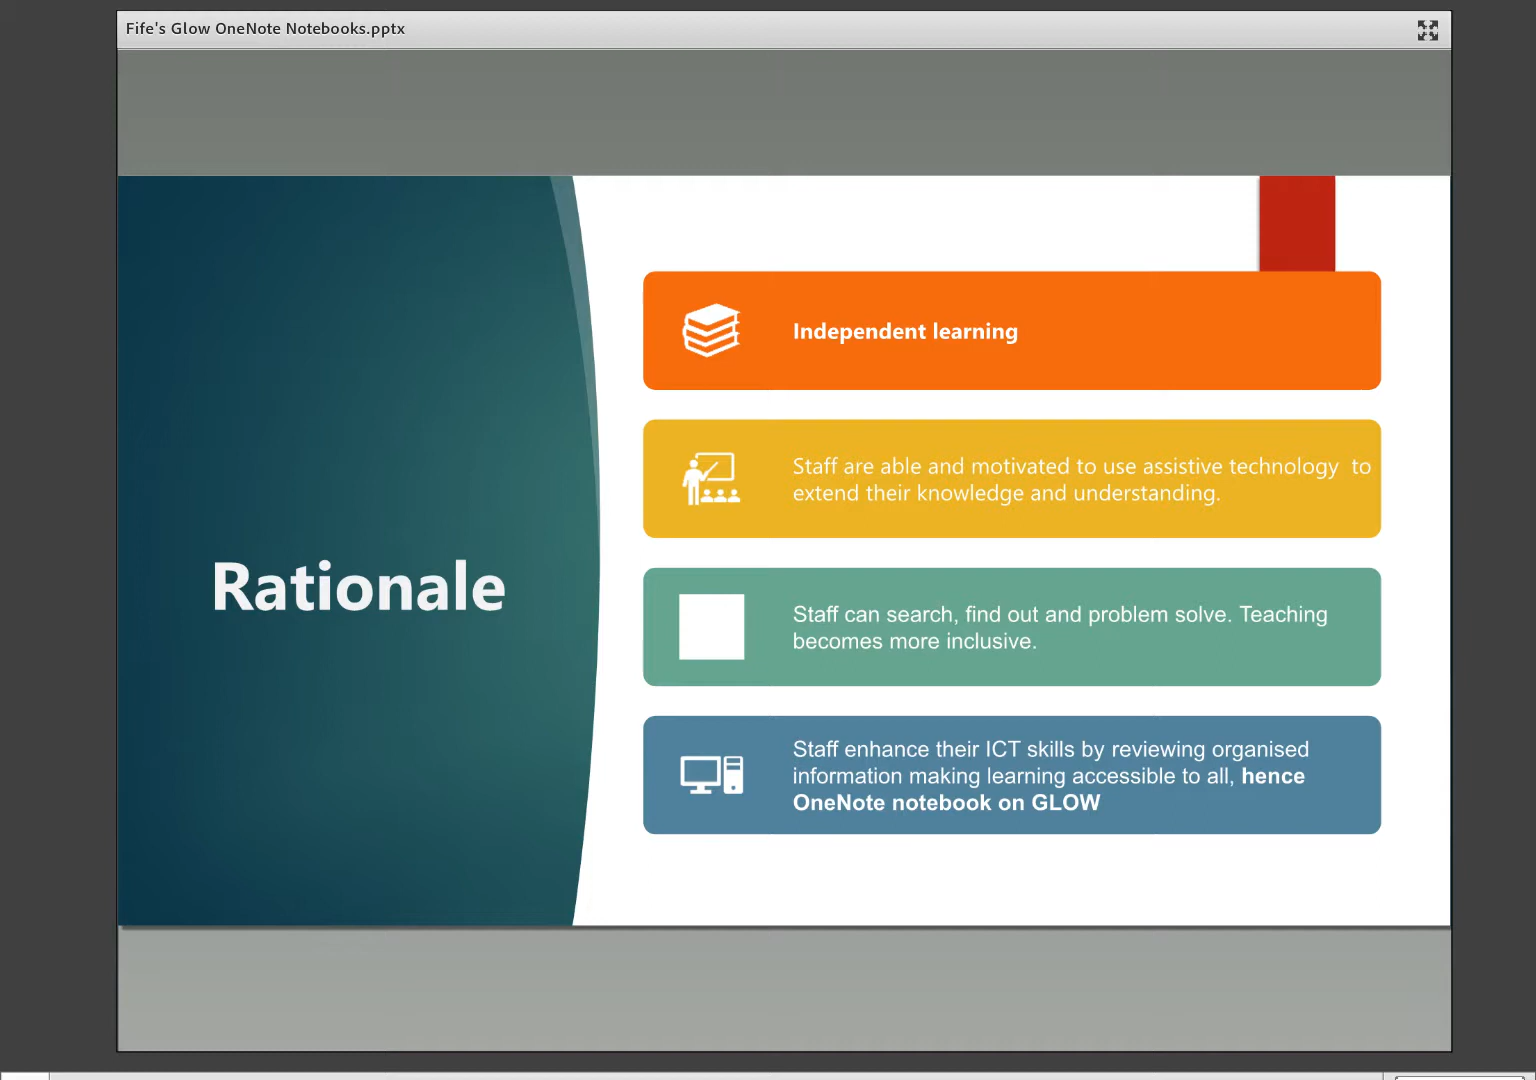 Fife's Glow OneNote Notebooks.pptx
Rationale
Independent learning
Staff are able and motivated to use assistive technology  to
extend their knowledge and understanding.
Staff can search, find out and problem solve. Teaching
becomes more inclusive.
Staff enhance their ICT skills by reviewing organised
information making learning accessible to all, hence
OneNote notebook on GLOW